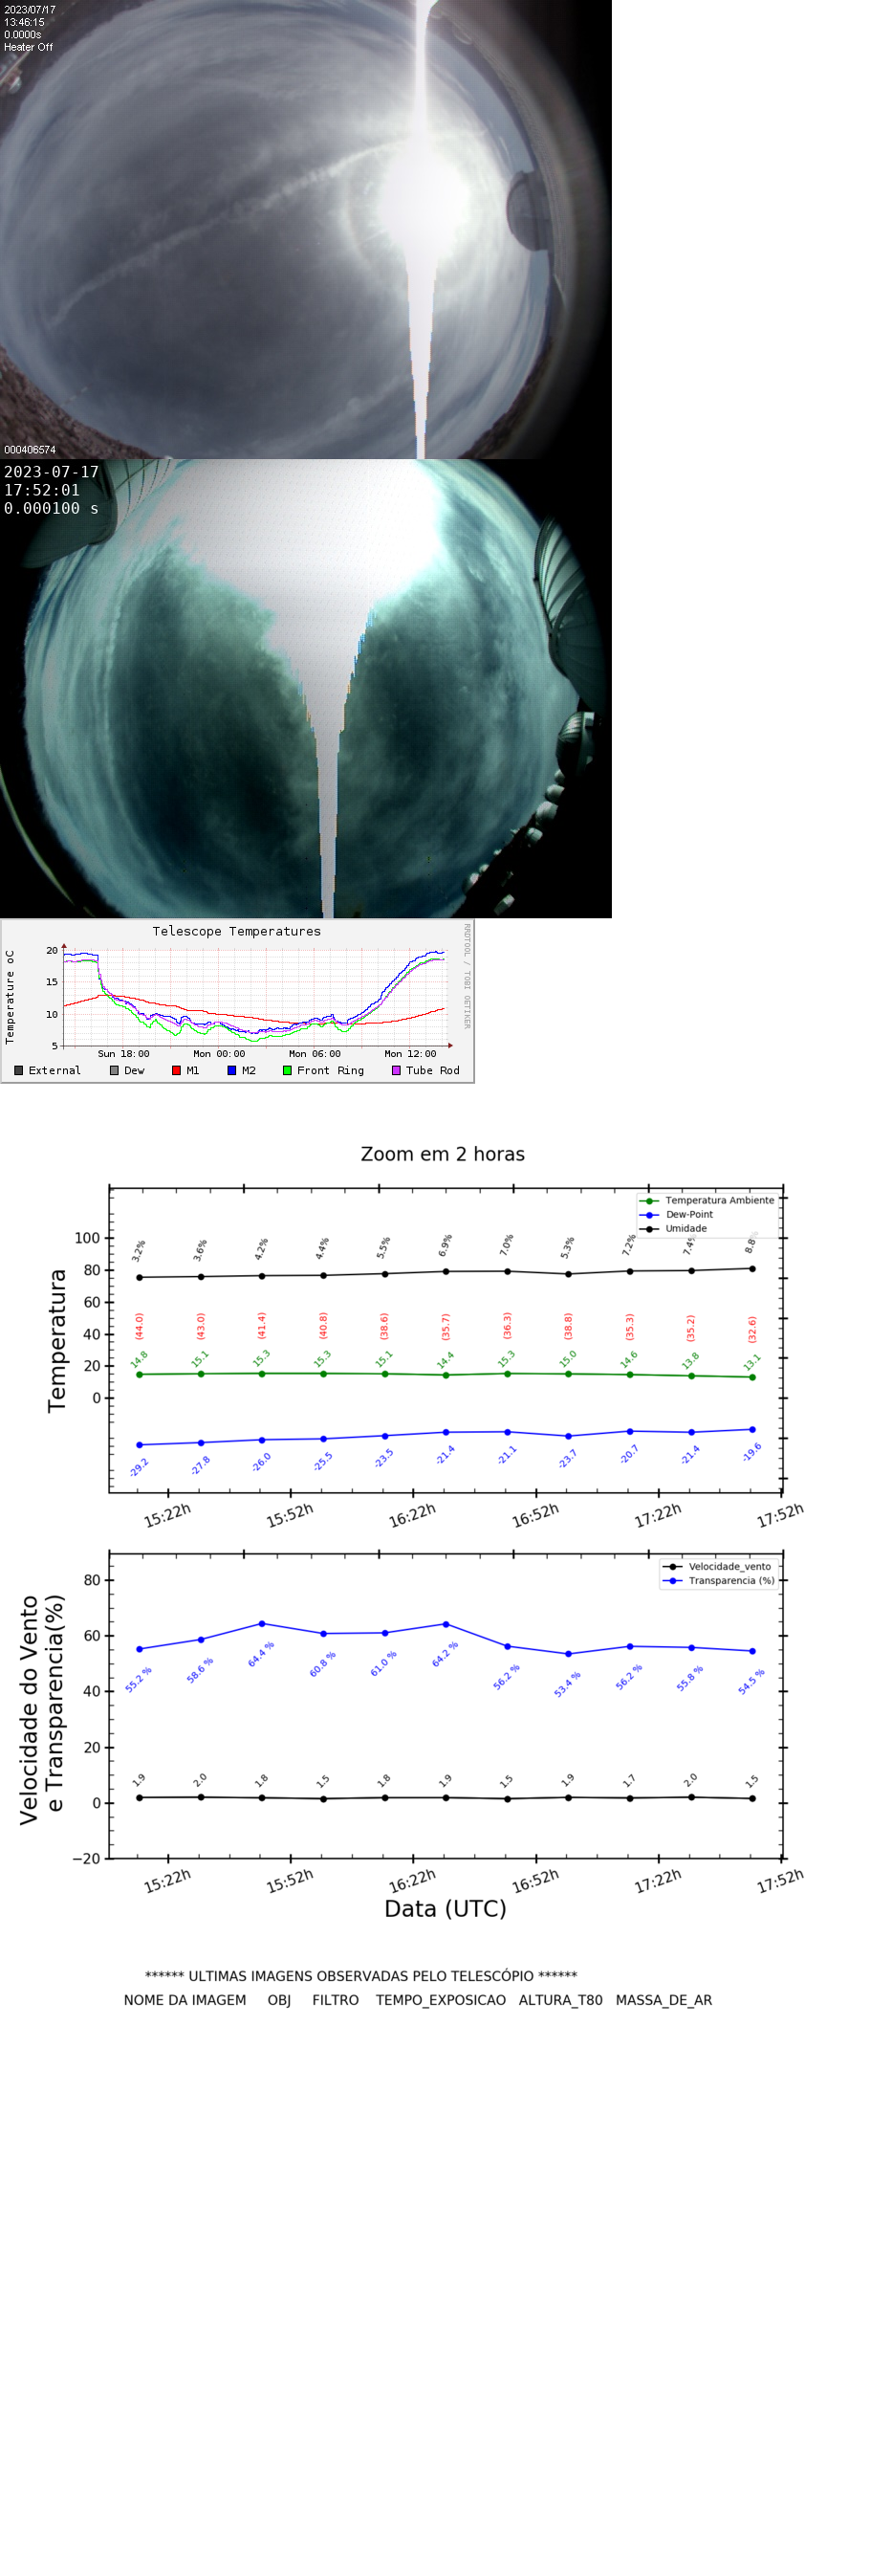 2023/07/17
13:46:15
0.0000s
Heater Off
000406574
2023-07-17
17:52:01
0.000100 s
Telescope Temperatures
RRDTOOL / TOBI OETIKER
Temperature oC
20
15
10
5
Sun 18:00 Mon 00:00 Mon 06:00 Mon 12:00
External Dew M1 M2 Front Ring Tube Rod
Zoom em 2 horas
Temperatura Ambiente
Dew-Point
Umidade
Temperatura
100
80
60
40
20
0
3.2% 3.6% 4.2% 4.4% 5.5% 6.9% 7.0% 5.3% 7.2% 7.4% 8.8%
(44.0) (43.0) (41.4) (40.8) (38.6) (35.7) (36.3) (38.8) (35.3) (35.2) (32.6)
14.8 15.1 15.3 15.3 15.1 14.4 15.3 15.0 14.6 13.8 13.1
-29.2 -27.8 -26.0 -25.5 -23.5 -21.4 -21.1 -23.7 -20.7 -21.4 -19.6
15:22h 15:52h 16:22h 16:52h 17:22h 17:52h
Velocidade_vento
Transparencia (%)
Velocidade do Vento
e Transparencia(%)
80
60
40
20
0
−20
55.2 % 58.6 % 64.4 % 60.8 % 61.0 % 64.2 % 56.2 % 53.4 % 56.2 % 55.8 % 54.5 %
1.9 2.0 1.8 1.5 1.8 1.9 1.5 1.9 1.7 2.0 1.5
15:22h 15:52h 16:22h 16:52h 17:22h 17:52h
Data (UTC)
****** ULTIMAS IMAGENS OBSERVADAS PELO TELESCÓPIO ******
NOME DA IMAGEM OBJ FILTRO TEMPO_EXPOSICAO ALTURA_T80 MASSA_DE_AR